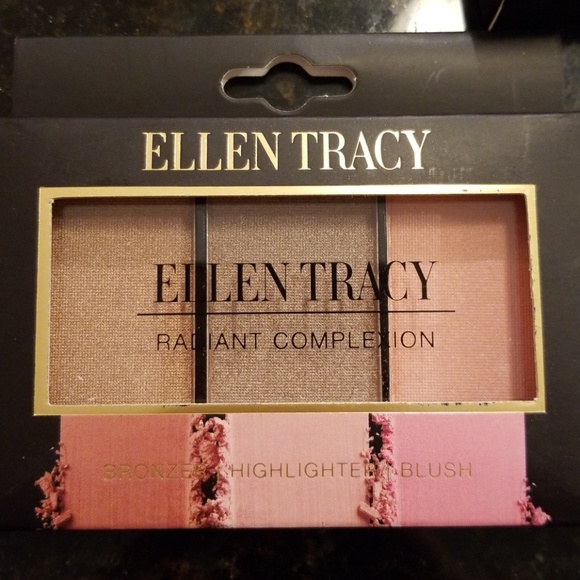 ELLEN TRACY
ELLEN TRACY
RADIANT COMPLEXION
BRONZER | HIGHLIGHTER | BLUSH